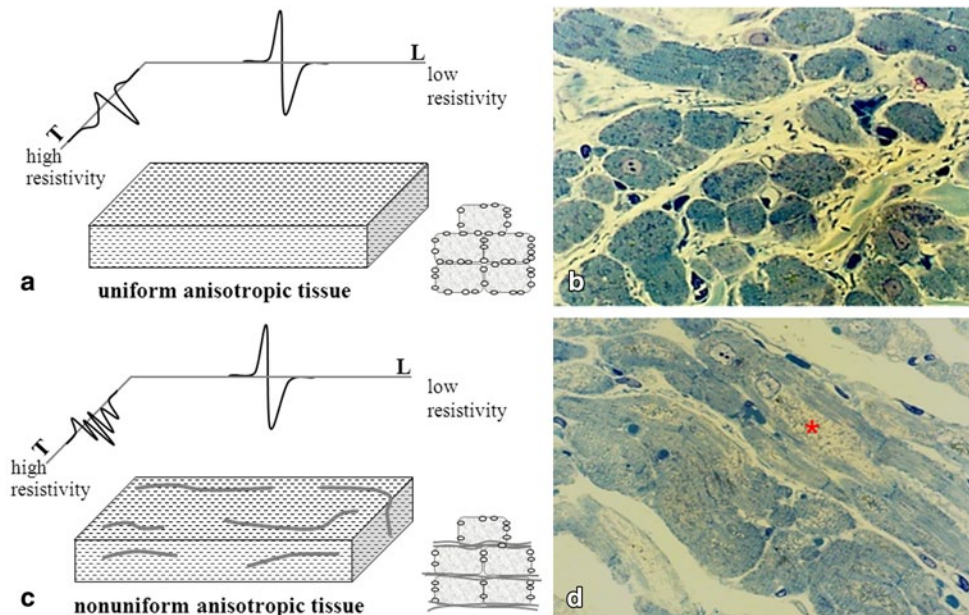 L
low
resistivity
T
high
resistivity
a
uniform anisotropic tissue
b
L
low
resistivity
T
high
resistivity
c
nonuniform anisotropic tissue
*
d